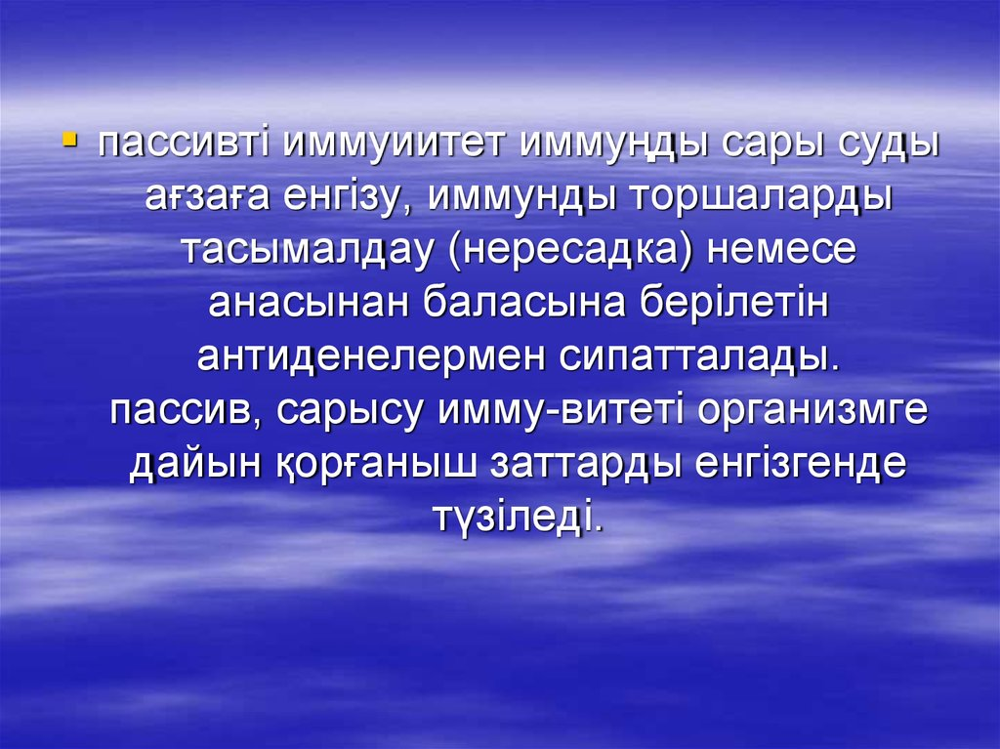 ▪ пассивті иммуиитет иммуңды сары суды
ағзаға енгізу, иммунды торшаларды
тасымалдау (нересадка) немесе
анасынан баласына берілетін
антиденелермен сипатталады.
пассив, сарысу имму-витеті организмге
дайын қорғаныш заттарды енгізгенде
түзіледі.